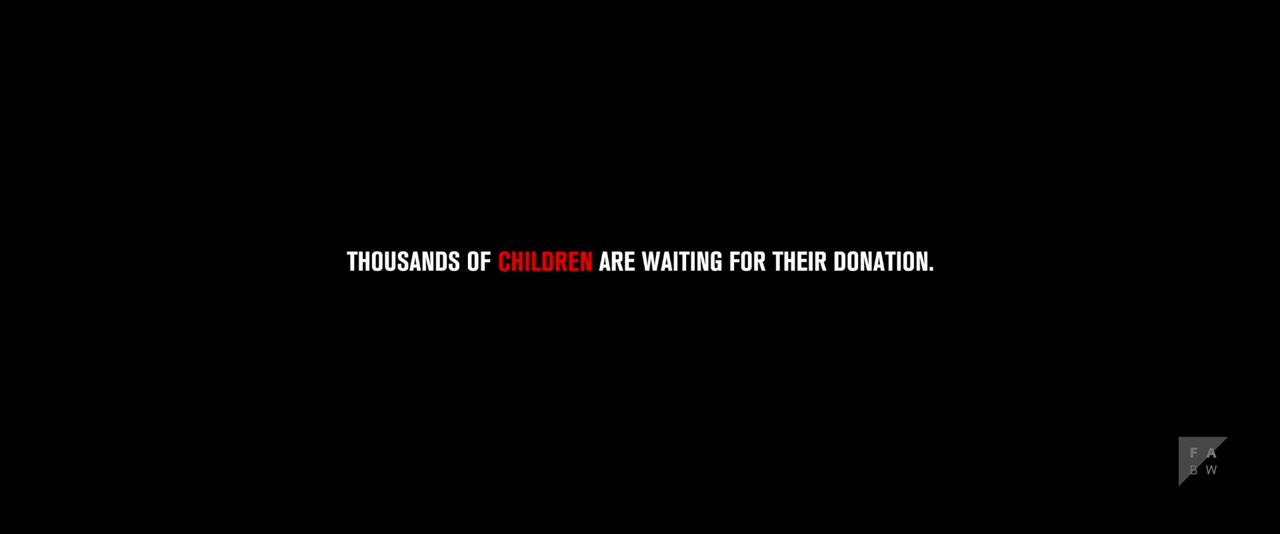 THOUSANDS OF CHILDREN ARE WAITING FOR THEIR DONATION.
F A
B W